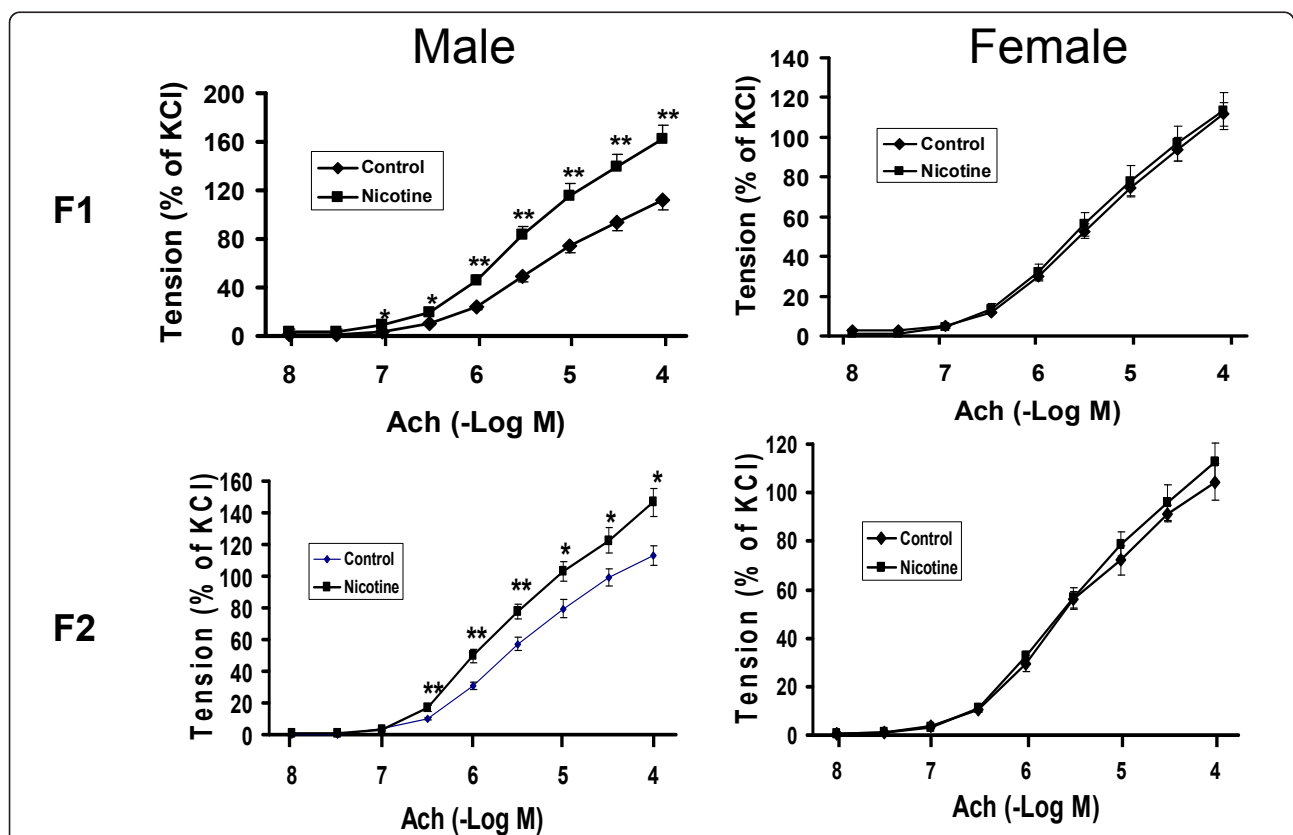 Male
Female
F1
Tension (% of KCl)
200
160
120
80
40
0
Control
Nicotine
*
*
**
**
**
**
**
8 7 6 5 4
Ach (-Log M)
Tension (% of KCl)
140
120
100
80
60
40
20
0
Control
Nicotine
8 7 6 5 4
Ach (-Log M)
F2
Tension (% of KCl)
160
140
120
100
80
60
40
20
0
Control
Nicotine
**
**
**
*
*
*
8 7 6 5 4
Ach (-Log M)
Tension (% of KCl)
120
100
80
60
40
20
0
Control
Nicotine
8 7 6 5 4
Ach (-Log M)